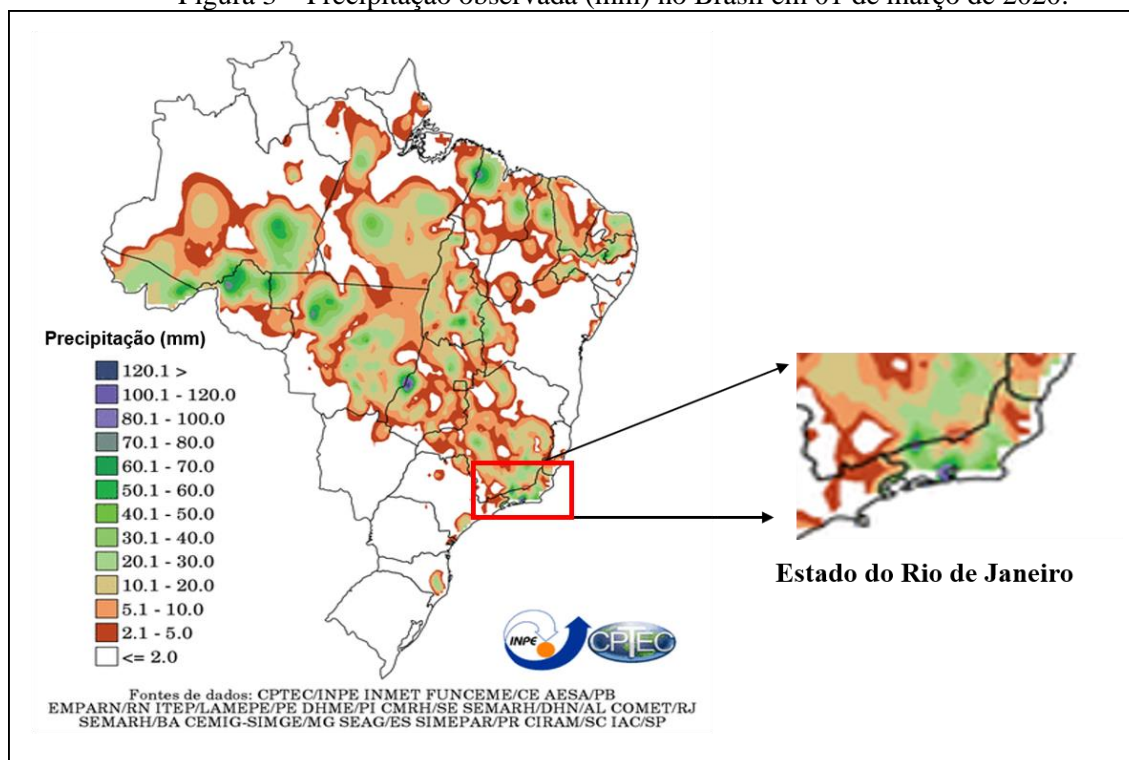 Figura 3 – Precipitação observada (mm) no Brasil em 01 de março de 2020.
Precipitação (mm)
120.1 >
100.1 - 120.0
80.1 - 100.0
70.1 - 80.0
60.1 - 70.0
50.1 - 60.0
40.1 - 50.0
30.1 - 40.0
20.1 - 30.0
10.1 - 20.0
5.1 - 10.0
2.1 - 5.0
<= 2.0
Estado do Rio de Janeiro
INPE
CPTEC
Fontes de dados: CPTEC/INPE INMET FUNCEME/CE AESA/PB
EMPARN/RN ITEP/LAMEPE/PE DHME/PI CMRH/SE SEMARH/DHN/AL COMET/RJ
SEMARH/BA CEMIG-SIMGE/MG SEAG/ES SIMEPAR/PR CIRAM/SC IAC/SP